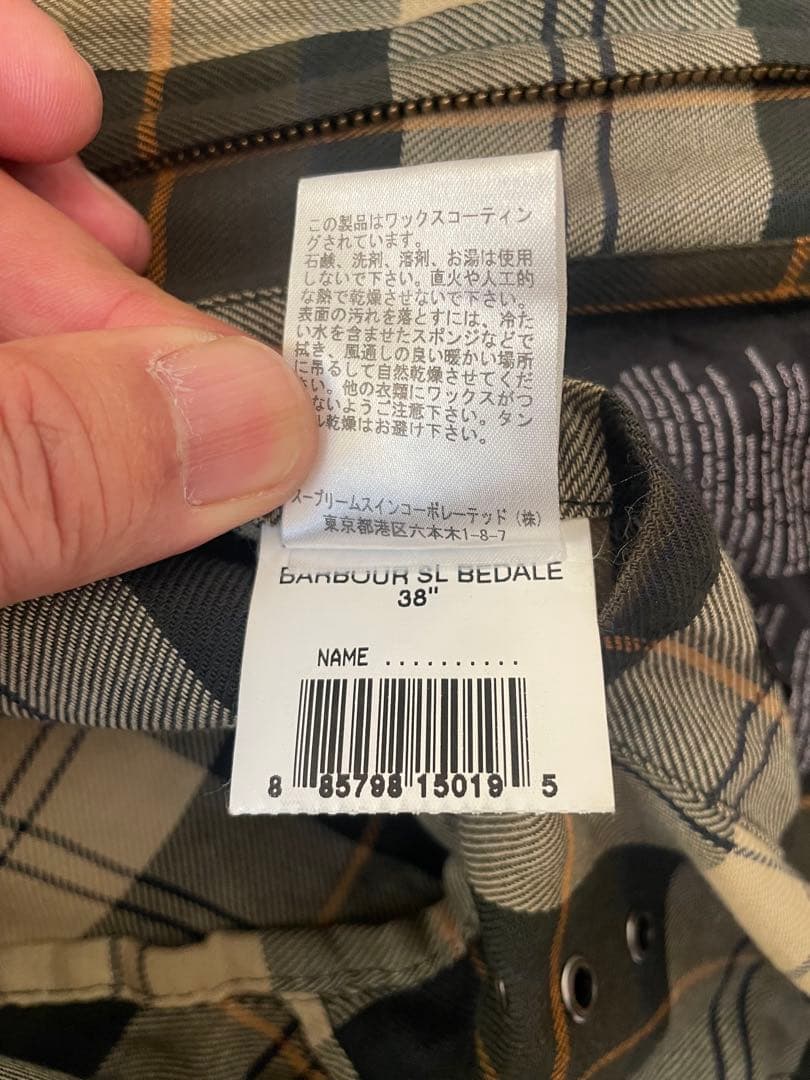 この製品はワックスコーティン
グされています。
石鹸、洗剤、溶剤、お湯は使用
しないで下さい。直火や人工的
な熱で乾燥させないで下さい。
表面の汚れを落とすには、冷た
い水を含ませたスポンジなどで
拭き、風通しの良い暖かい場所
に吊るして自然乾燥させてくだ
さい。他の衣類にワックスがつ
ないようご注意下さい。タン
ル乾燥はお避け下さい。
スープリームスインコーポレーテッド(株)
東京都港区六本木1-8-7
BARBOUR SL BEDALE
38"
NAME ..........
8 85798 15019 5